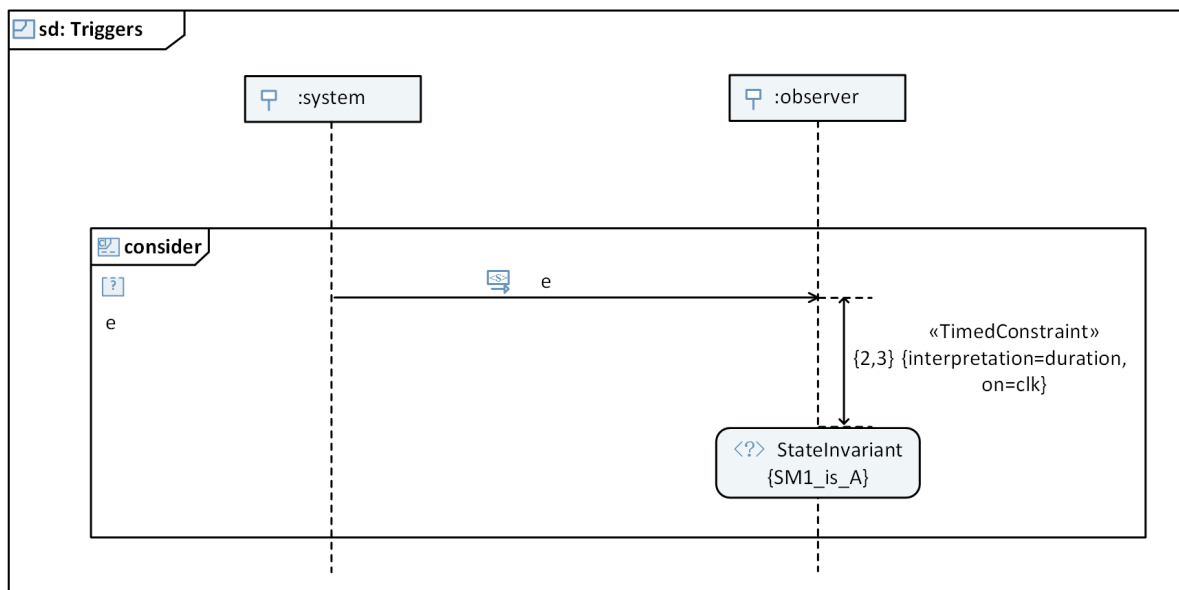 sd: Triggers
:system
:observer
consider
[?]
e
<S>
e
«TimedConstraint»
{2,3} {interpretation=duration,
on=clk}
<?> StateInvariant
{SM1_is_A}